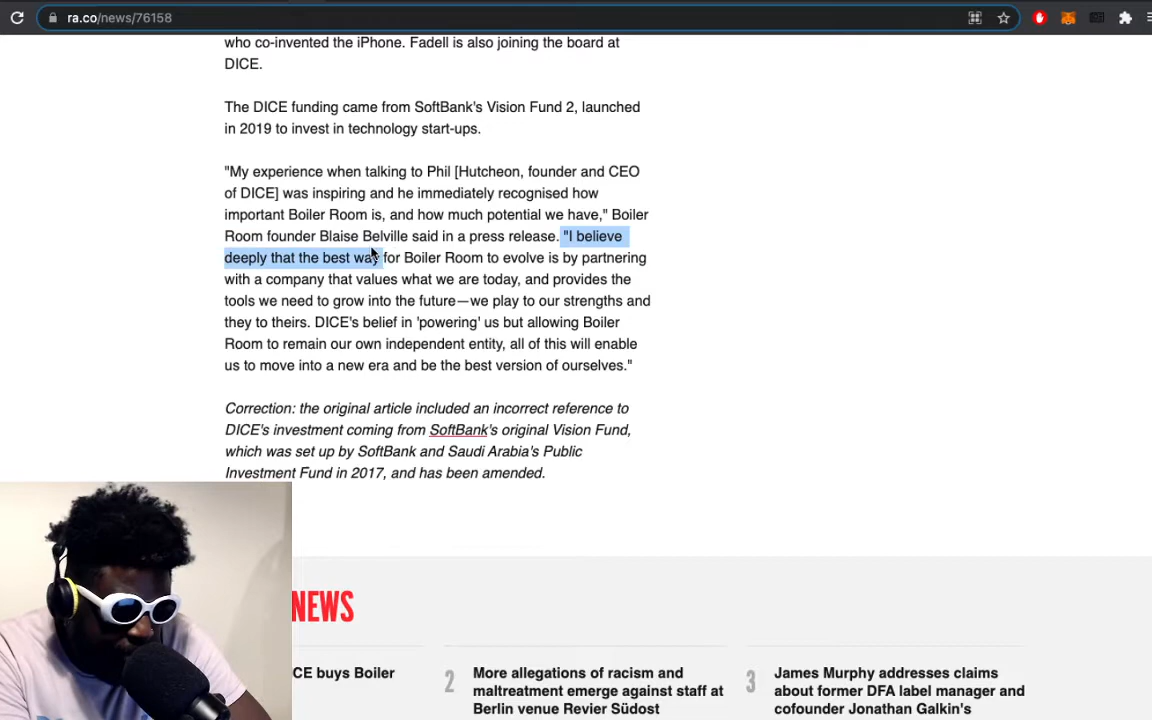 ra.co/news/76158
who co-invented the iPhone. Fadell is also joining the board at
DICE.
The DICE funding came from SoftBank's Vision Fund 2, launched
in 2019 to invest in technology start-ups.
"My experience when talking to Phil [Hutcheon, founder and CEO
of DICE] was inspiring and he immediately recognised how
important Boiler Room is, and how much potential we have," Boiler
Room founder Blaise Belville said in a press release. "I believe
deeply that the best way for Boiler Room to evolve is by partnering
with a company that values what we are today, and provides the
tools we need to grow into the future—we play to our strengths and
they to theirs. DICE's belief in 'powering' us but allowing Boiler
Room to remain our own independent entity, all of this will enable
us to move into a new era and be the best version of ourselves."
Correction: the original article included an incorrect reference to
DICE's investment coming from SoftBank's original Vision Fund,
which was set up by SoftBank and Saudi Arabia's Public
Investment Fund in 2017, and has been amended.
NEWS
CE buys Boiler
2 More allegations of racism and
maltreatment emerge against staff at
Berlin venue Revier Südost
3 James Murphy addresses claims
about former DFA label manager and
cofounder Jonathan Galkin's